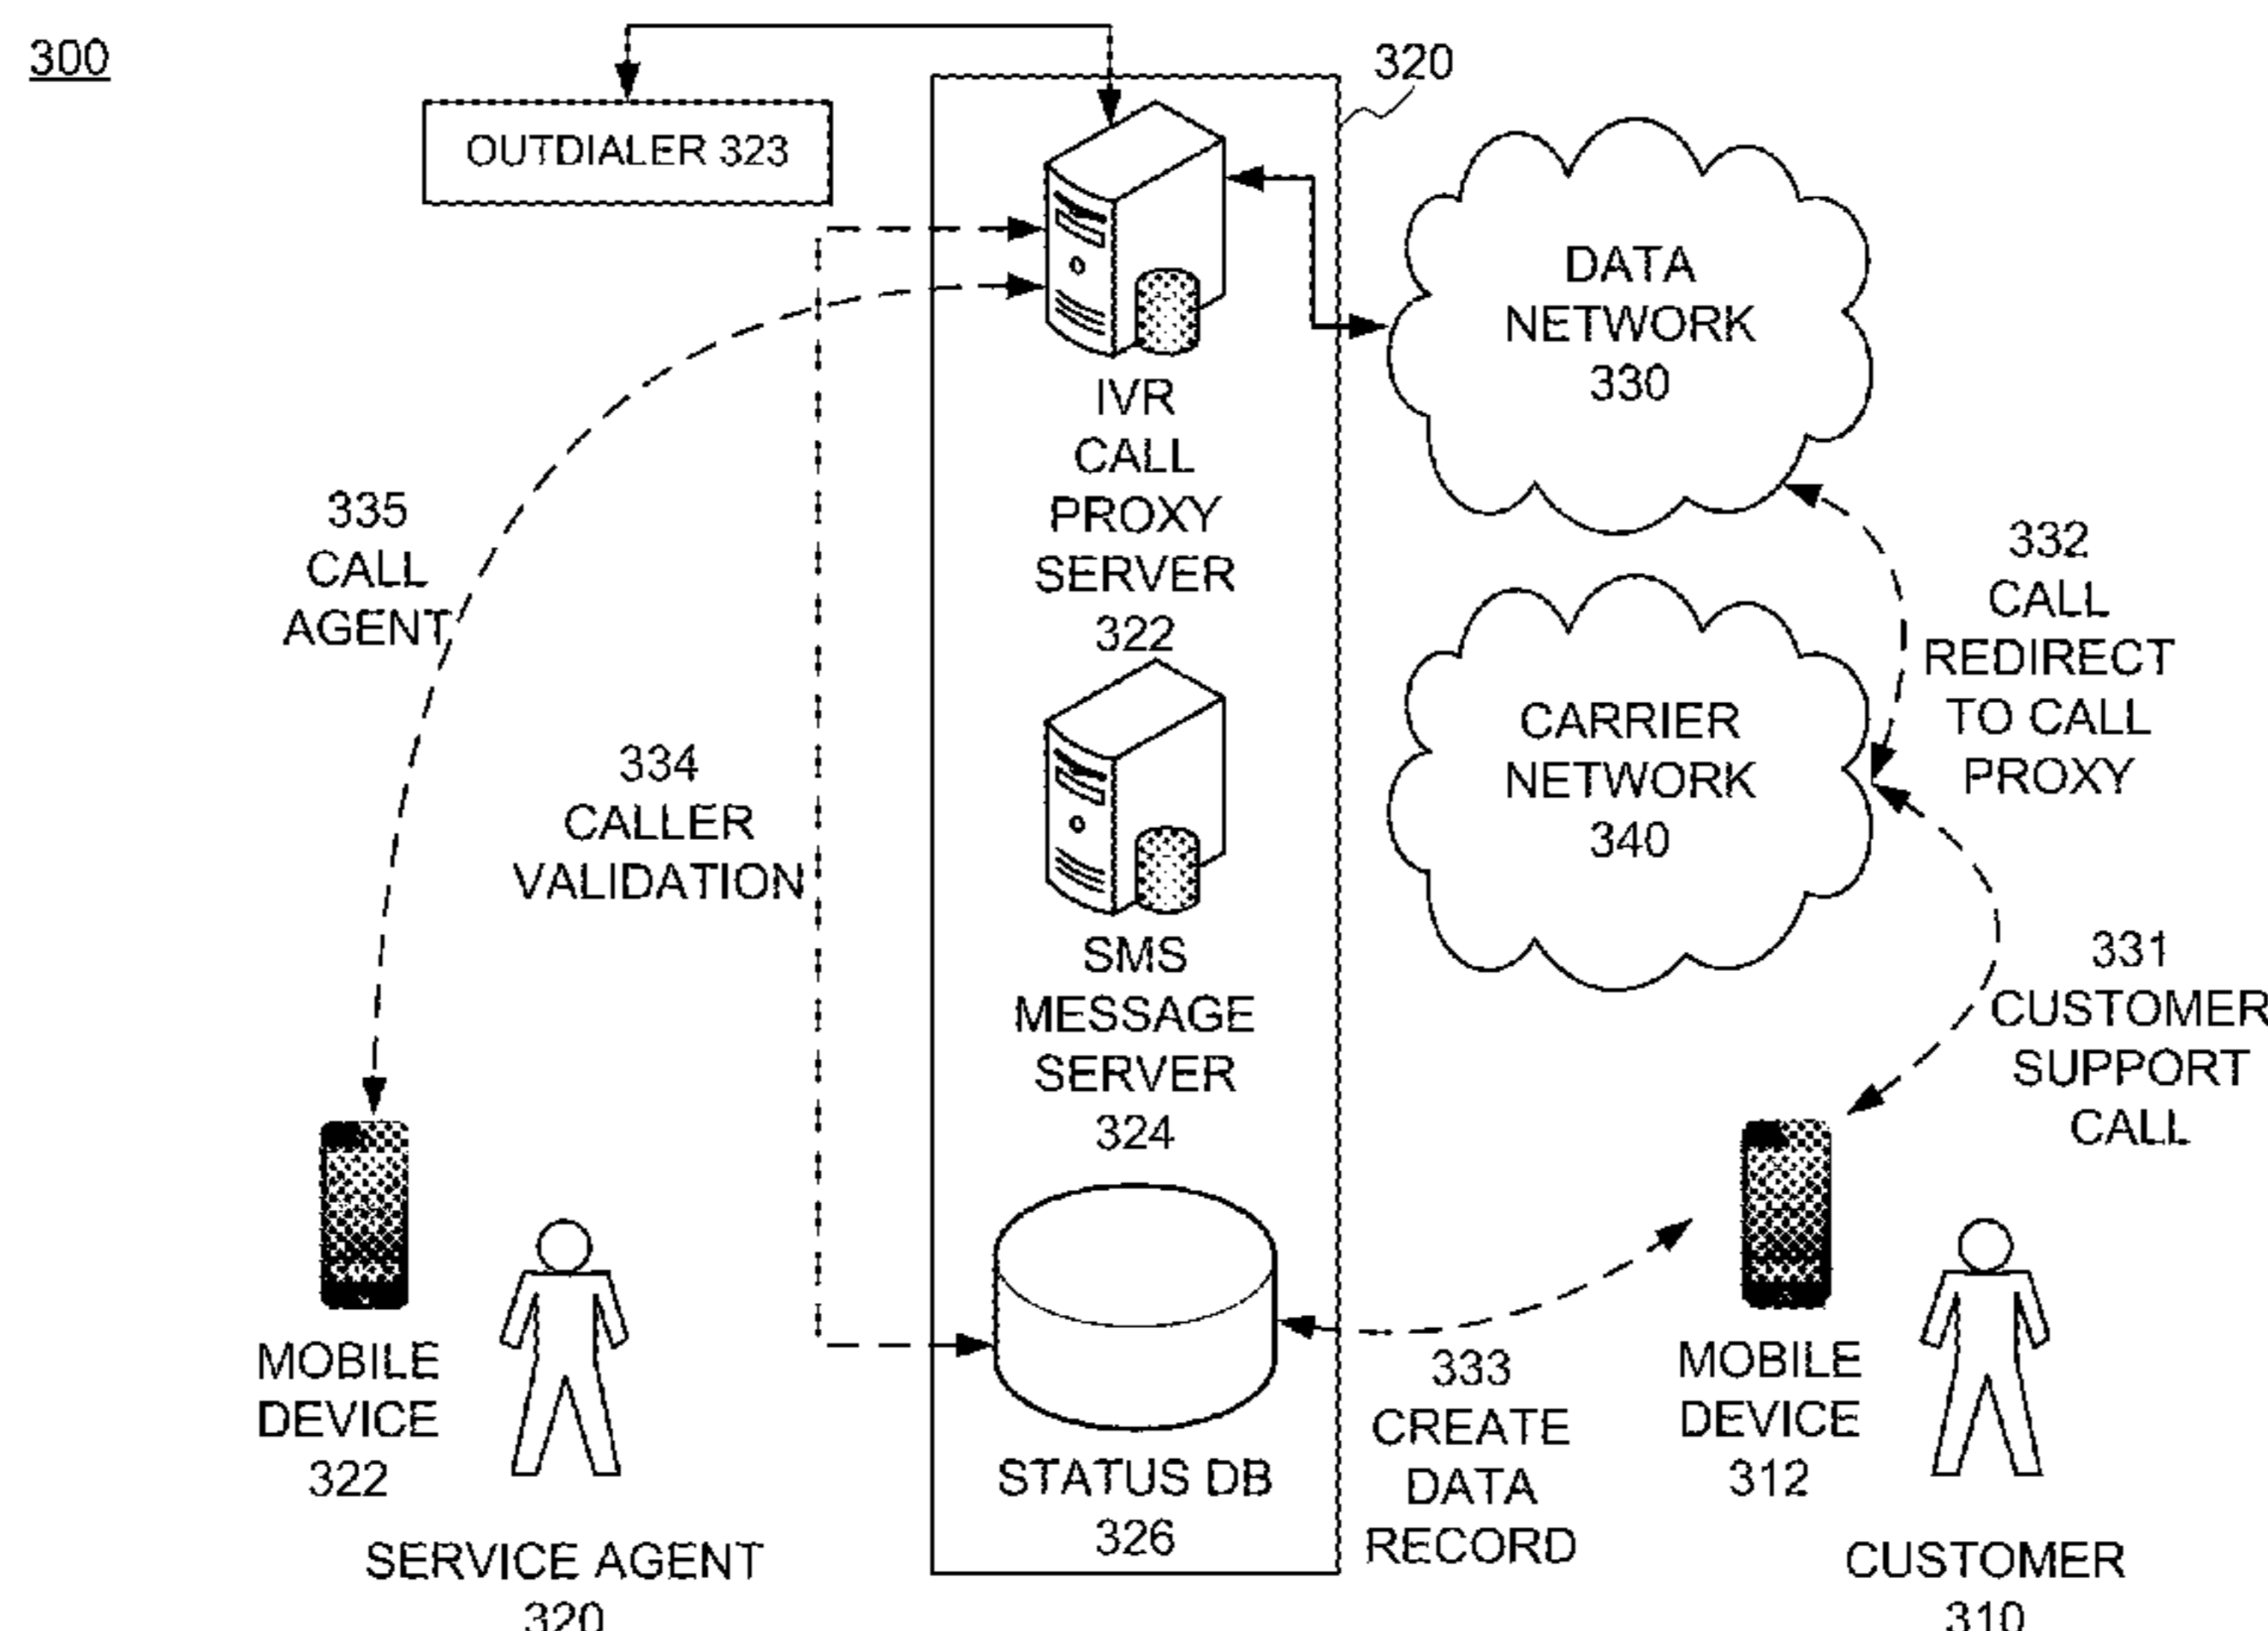 300
320
OUTDIALER 323
DATA
NETWORK
330
IVR
CALL
PROXY
SERVER
322
335
CALL
AGENT
332
CALL
REDIRECT
TO CALL
PROXY
CARRIER
NETWORK
340
334
CALLER
VALIDATION
SMS
MESSAGE
SERVER
324
331
CUSTOMER
SUPPORT
CALL
MOBILE
DEVICE
322
SERVICE AGENT
320
STATUS DB
326
333
CREATE
DATA
RECORD
MOBILE
DEVICE
312
CUSTOMER
310